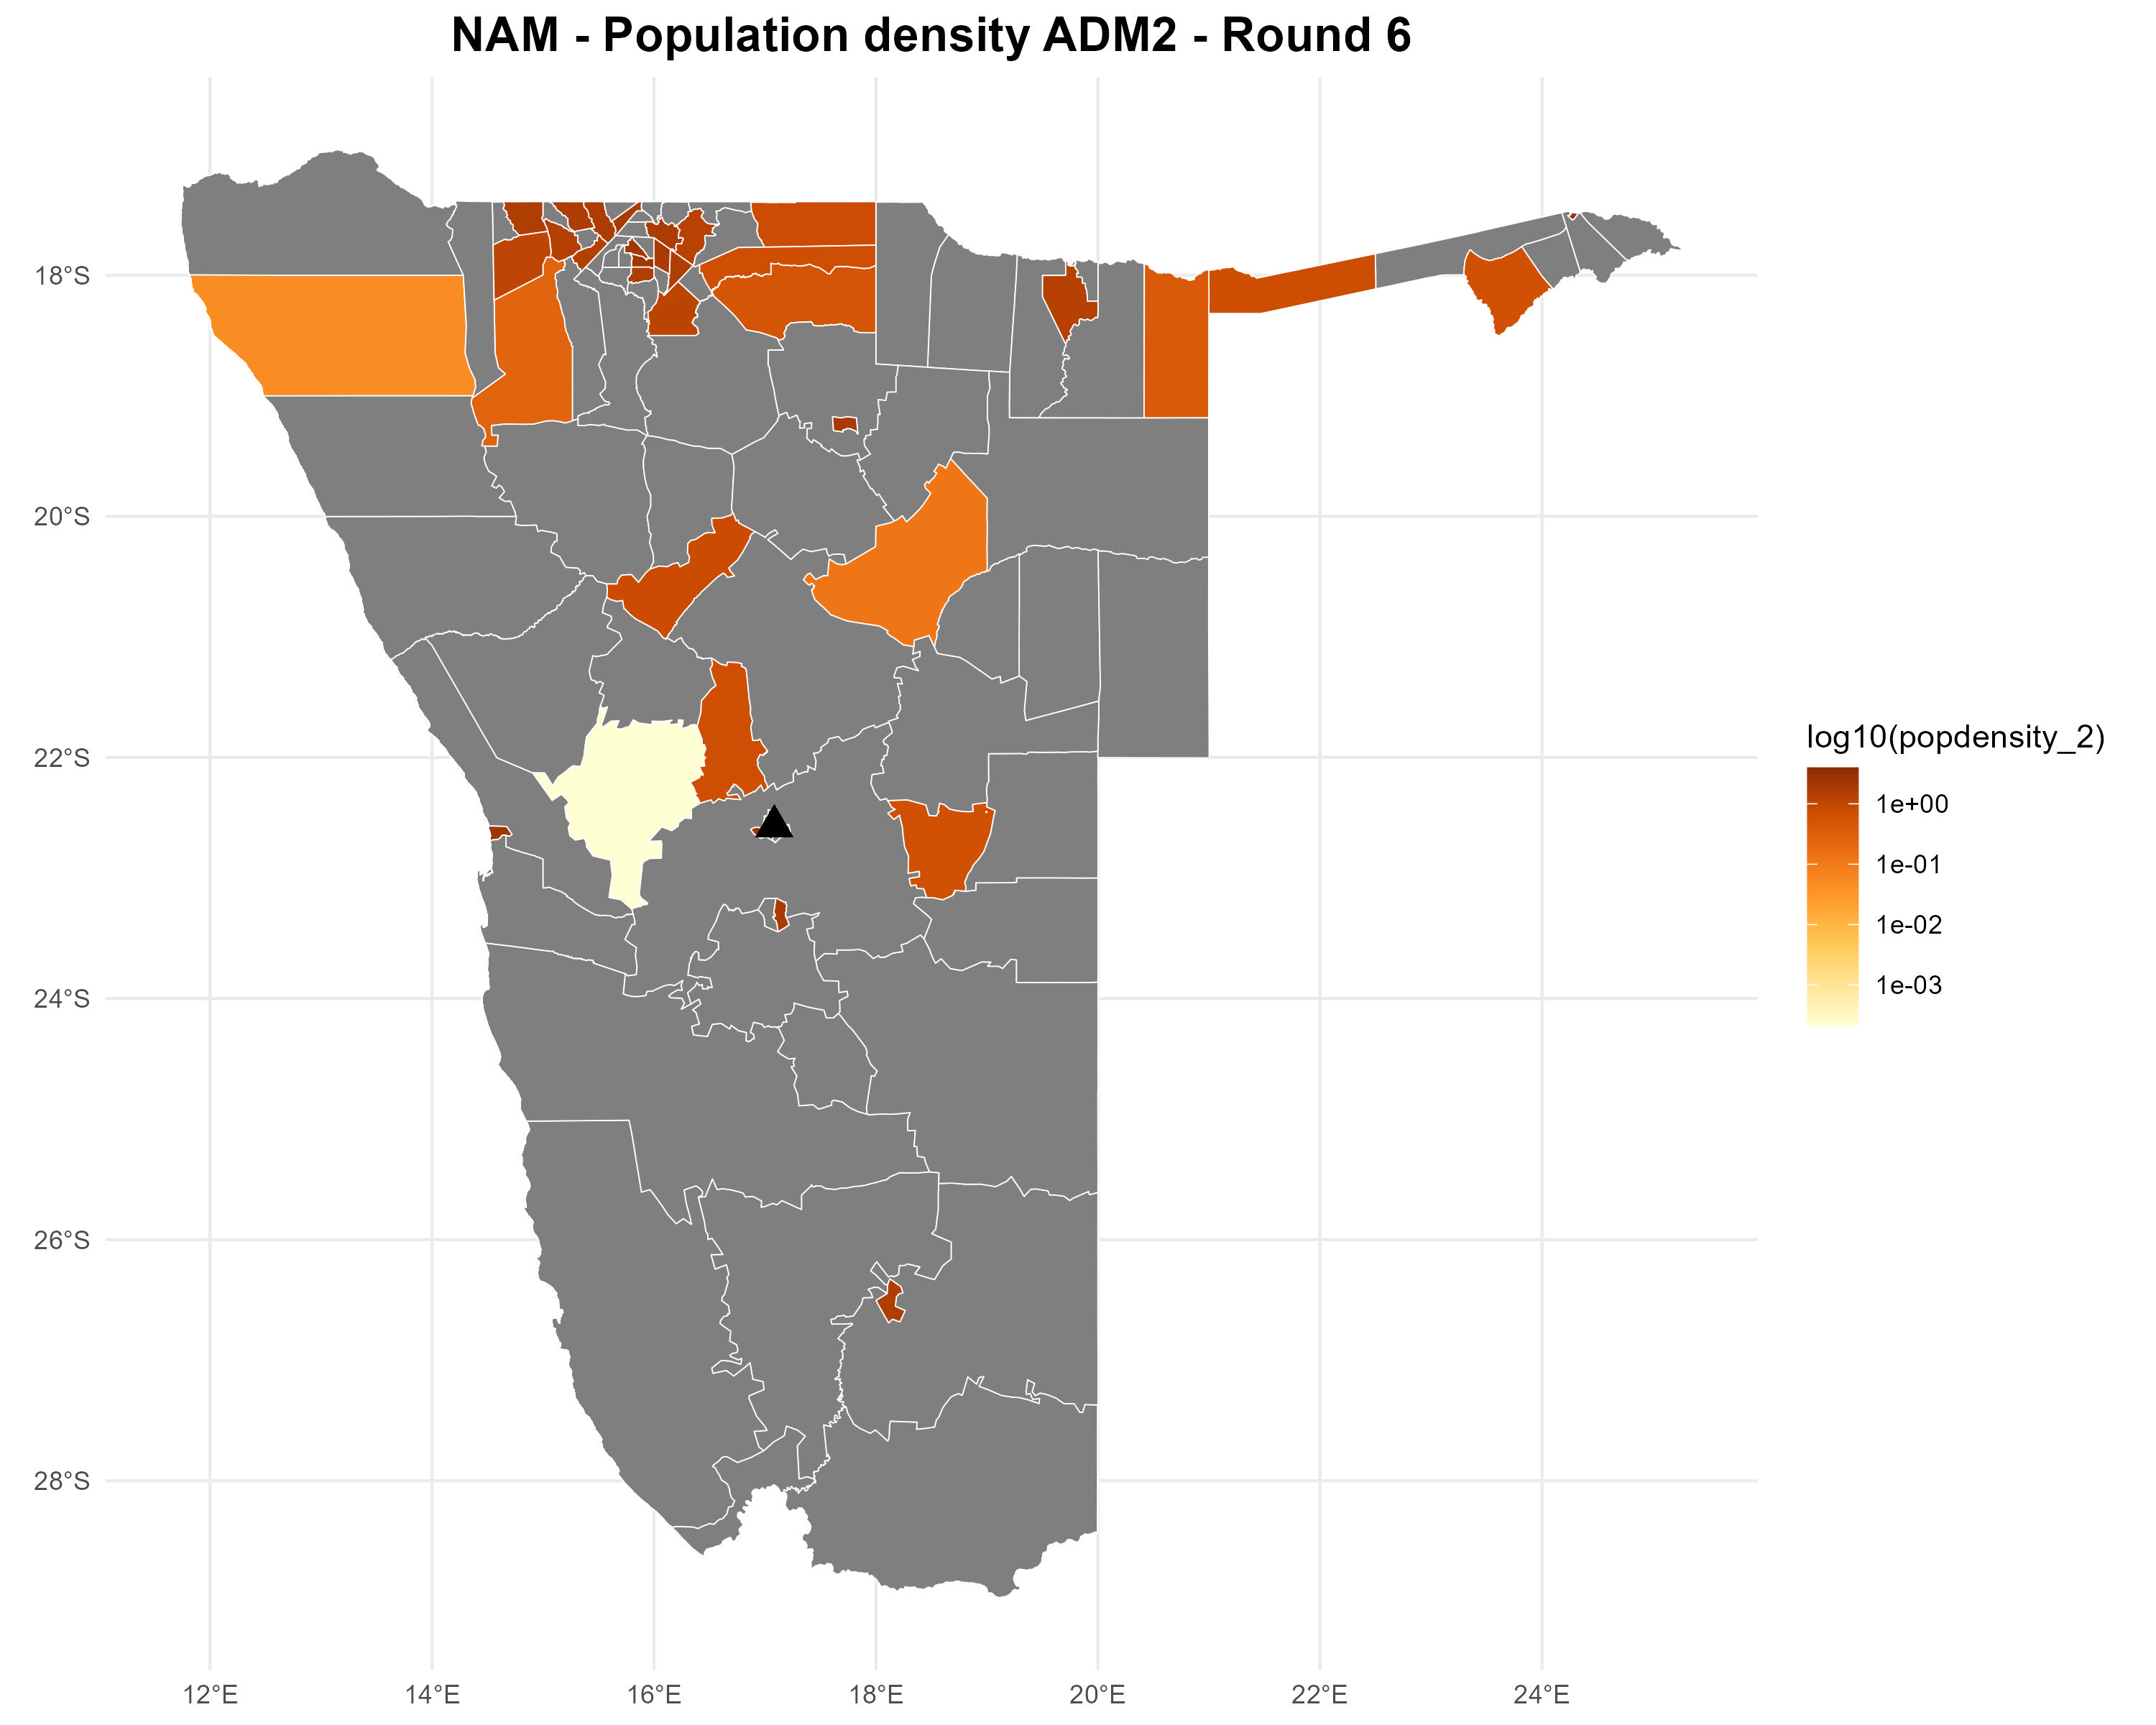 NAM - Population density ADM2 - Round 6
18°S
20°S
22°S
24°S
26°S
28°S
12°E
14°E
16°E
18°E
20°E
22°E
24°E
log10(popdensity_2)
1e+00
1e-01
1e-02
1e-03